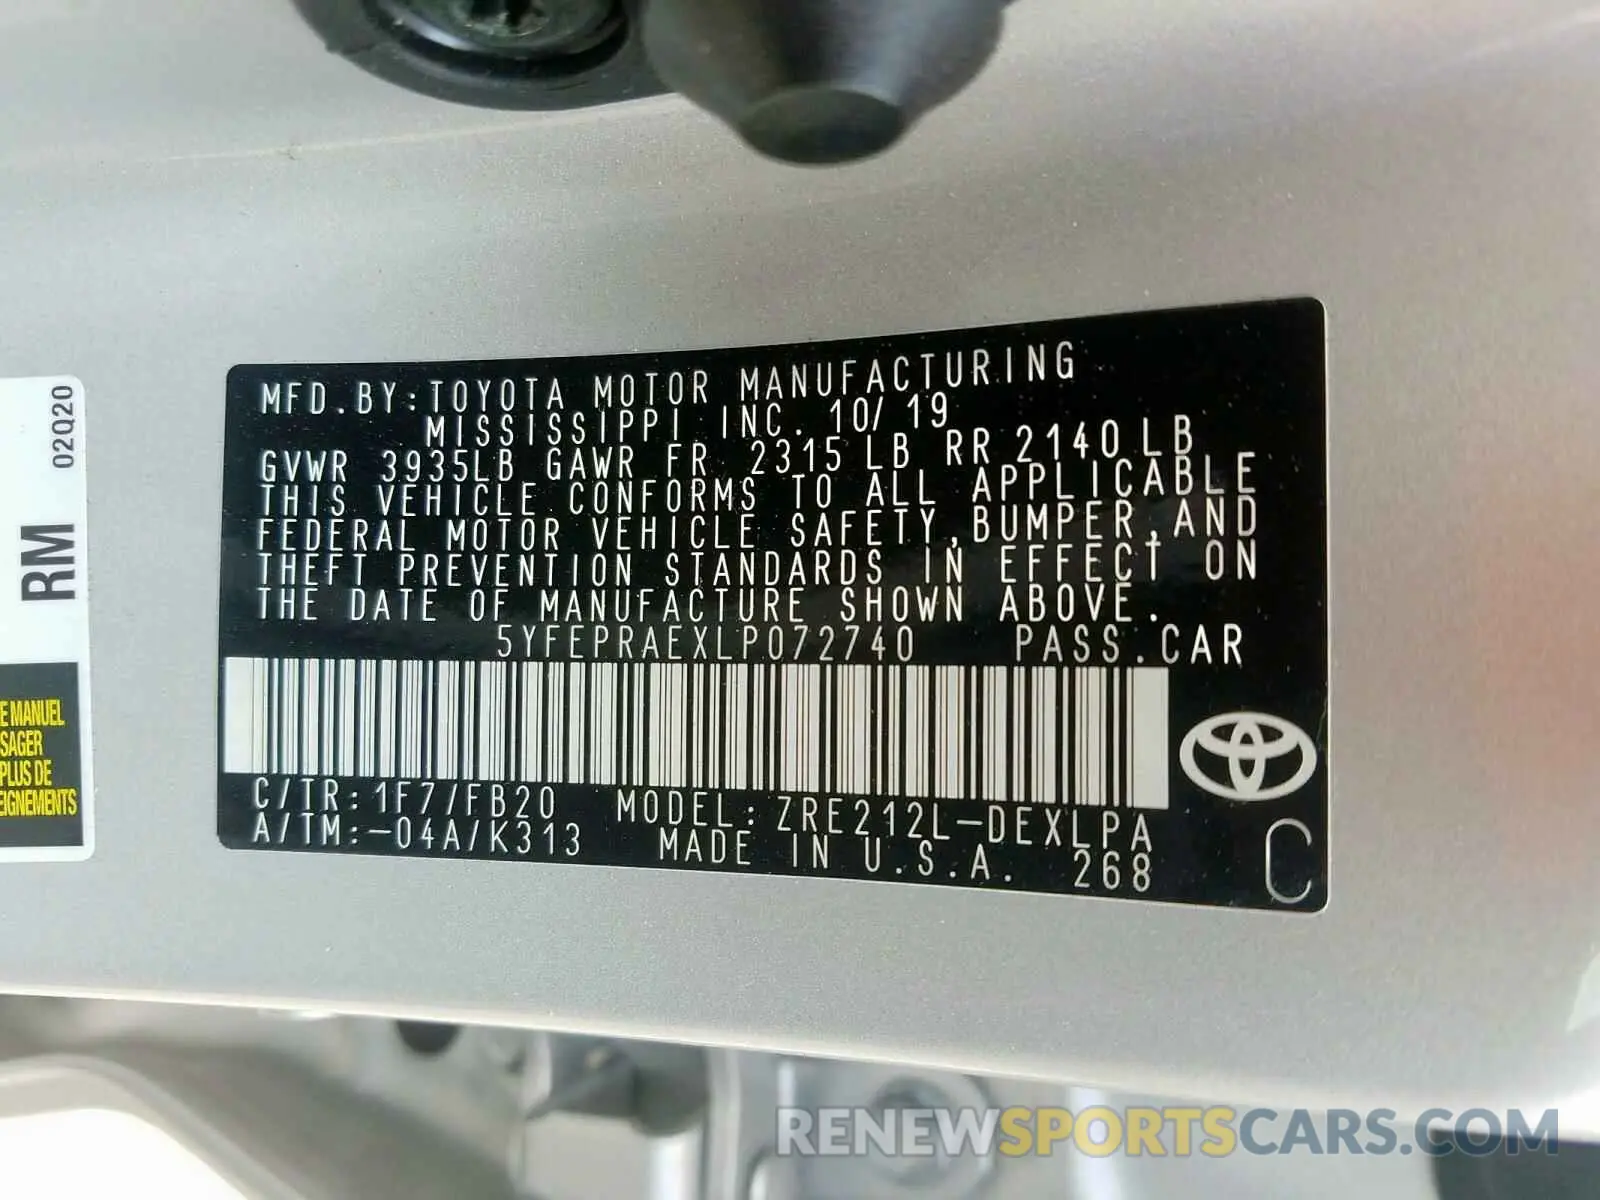 MFD.BY:TOYOTA MOTOR MANUFACTURING
MISSISSIPPI INC. 10/19
GVWR 3935LB GAWR FR 2315 LB RR 2140 LB
THIS VEHICLE CONFORMS TO ALL APPLICABLE
FEDERAL MOTOR VEHICLE SAFETY, BUMPER, AND
THEFT PREVENTION STANDARDS IN EFFECT ON
THE DATE OF MANUFACTURE SHOWN ABOVE.
5YFEPRAEXLP072740 PASS.CAR
C/TR: 1F7/FB20 MODEL: ZRE212L-DEXLPA
A/TM:-04A/K313 MADE IN U.S.A. 268
C
RM 02Q20
E MANUEL
SAGER
PLUS DE
EIGNEMENTS
RENEWSPORTSCARS.COM